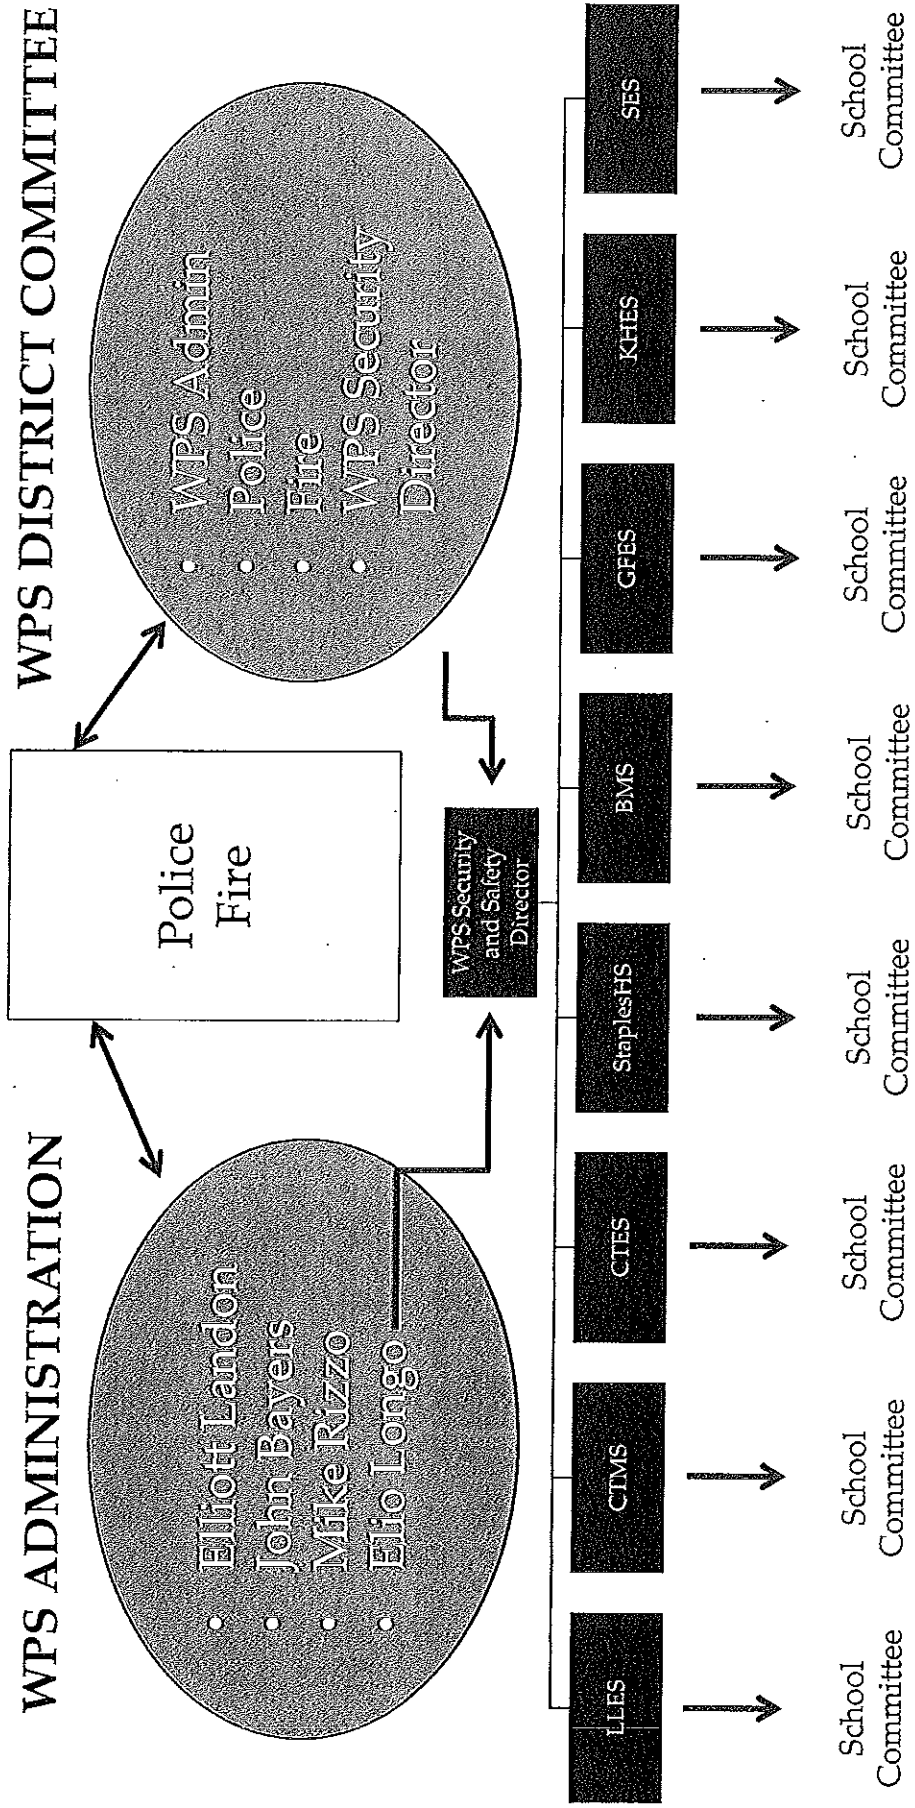 WPS ADMINISTRATION
WPS DISTRICT COMMITTEE
• Elliott Landon
• John Bayers
• Mike Rizzo
• Elio Longo
Police
Fire
• WPS Admin
• Police
• Fire
• WPS Security
Director
WPS Security
and Safety
Director
LLES
CTMS
CTES
StaplesHS
BMS
GFES
KHES
SES
School
Committee
School
Committee
School
Committee
School
Committee
School
Committee
School
Committee
School
Committee
School
Committee